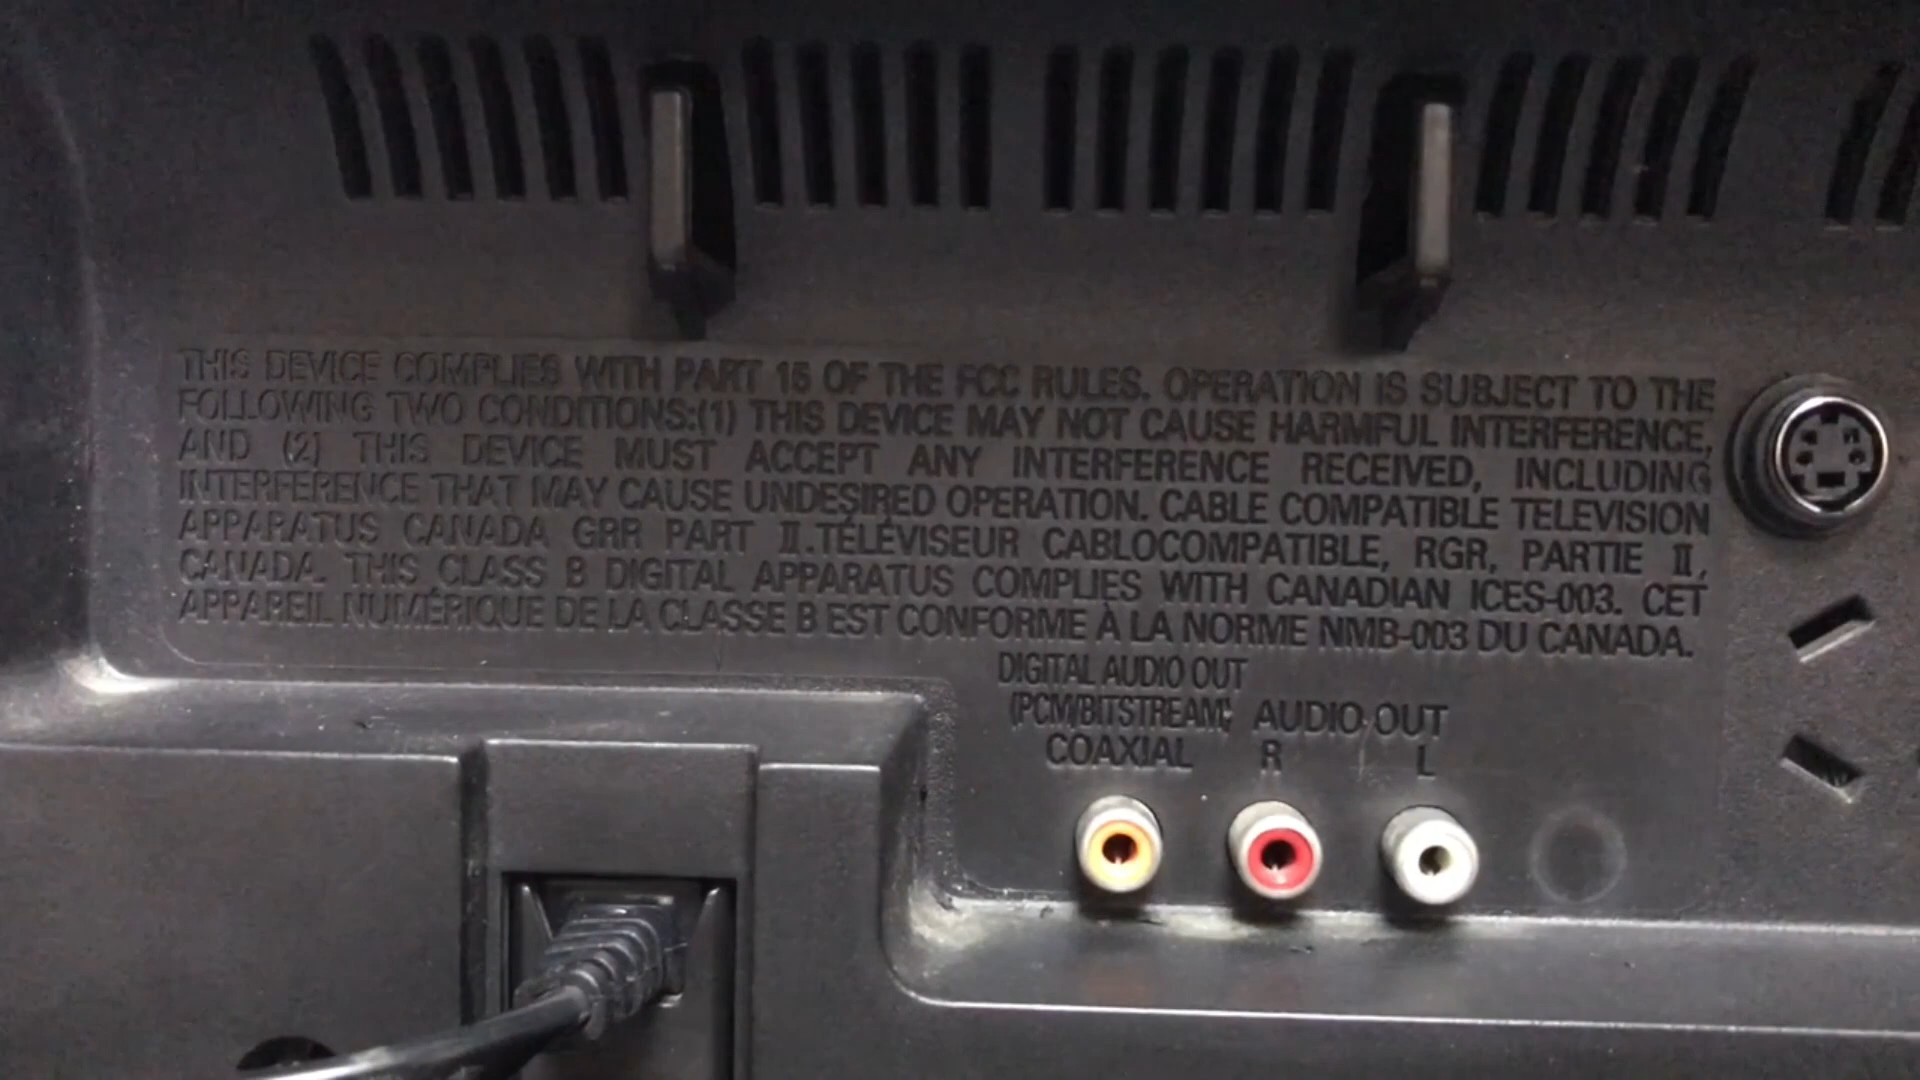 THIS DEVICE COMPLIES WITH PART 15 OF THE FCC RULES. OPERATION IS SUBJECT TO THE
FOLLOWING TWO CONDITIONS:(1) THIS DEVICE MAY NOT CAUSE HARMFUL INTERFERENCE,
AND (2) THIS DEVICE MUST ACCEPT ANY INTERFERENCE RECEIVED, INCLUDING
INTERFERENCE THAT MAY CAUSE UNDESIRED OPERATION. CABLE COMPATIBLE TELEVISION
APPARATUS CANADA GRR PART II.TÉLÉVISEUR CABLOCOMPATIBLE, RGR, PARTIE II,
CANADA. THIS CLASS B DIGITAL APPARATUS COMPLIES WITH CANADIAN ICES-003. CET
APPAREIL NUMÉRIQUE DE LA CLASSE B EST CONFORME À LA NORME NMB-003 DU CANADA.
DIGITAL AUDIO OUT
(PCM/BITSTREAM) AUDIO OUT
COAXIAL R L